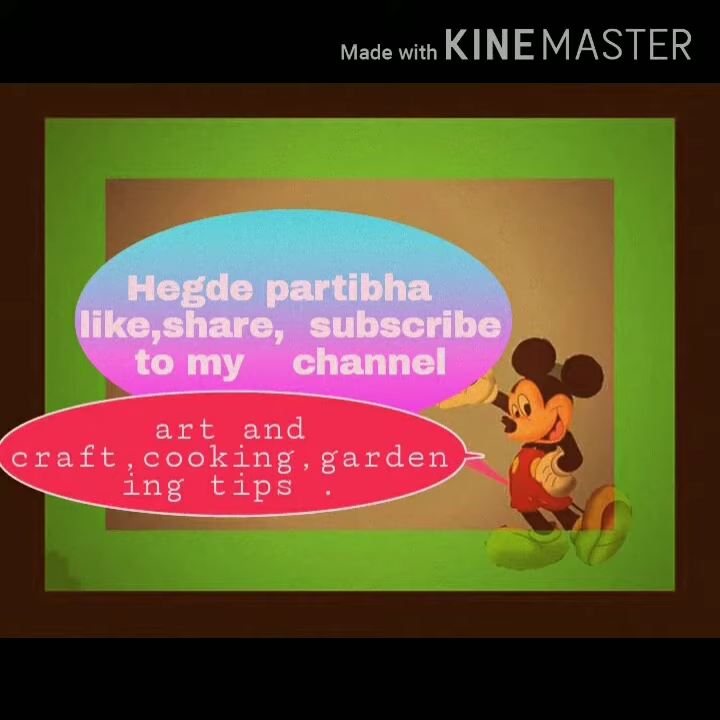 Made with KINEMASTER
Hegde partibha
like,share, subscribe
to my channel
art and
craft,cooking,garden
ing tips .